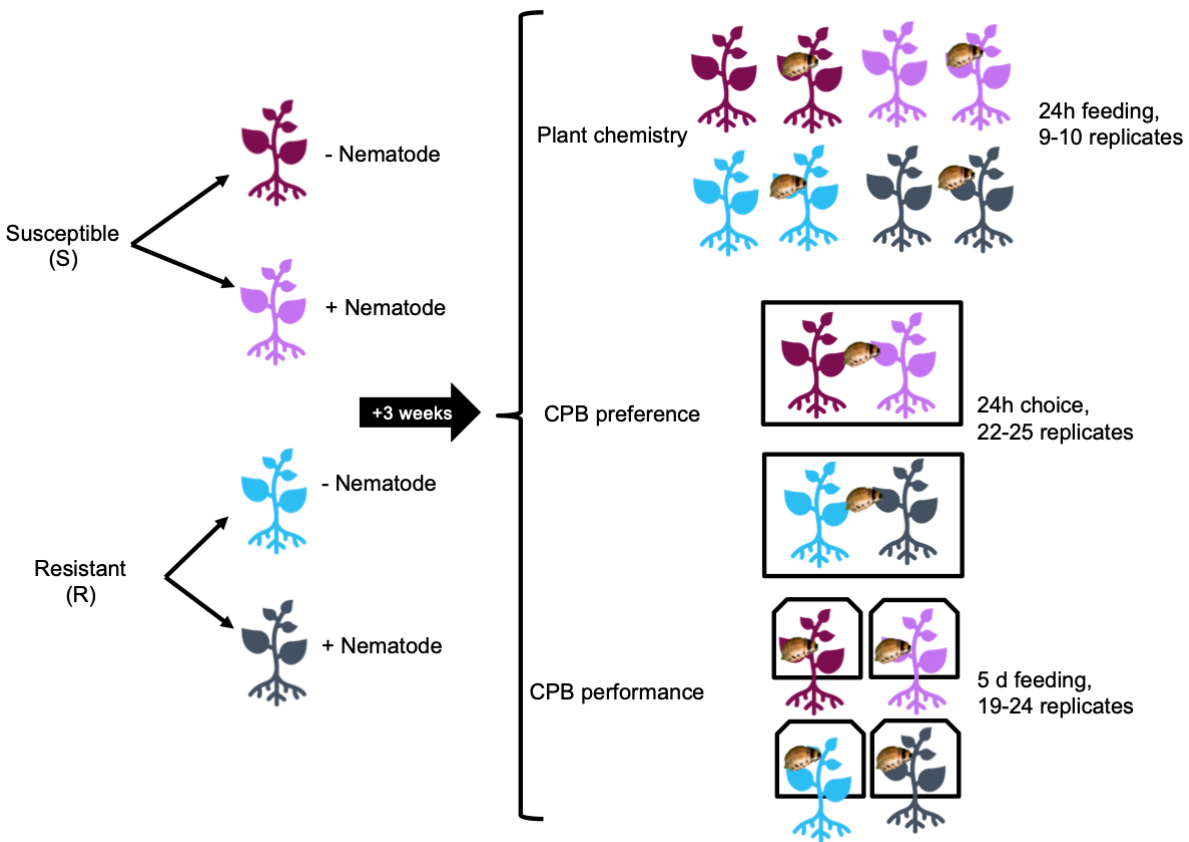 Susceptible
(S)
- Nematode
+ Nematode
Resistant
(R)
- Nematode
+ Nematode
+3 weeks
Plant chemistry
24h feeding,
9-10 replicates
CPB preference
24h choice,
22-25 replicates
CPB performance
5 d feeding,
19-24 replicates